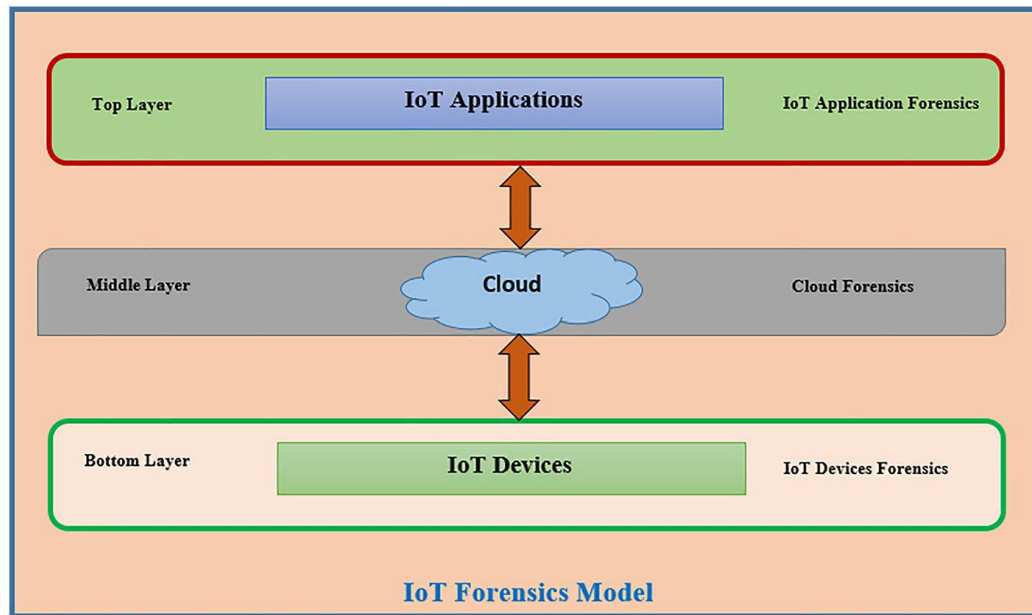 Top Layer
IoT Applications
IoT Application Forensics
Middle Layer
Cloud
Cloud Forensics
Bottom Layer
IoT Devices
IoT Devices Forensics
IoT Forensics Model